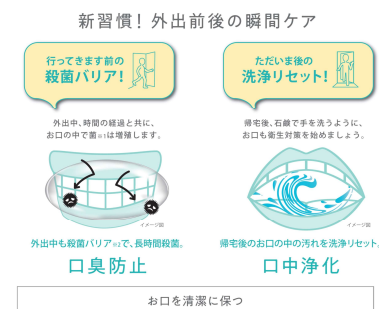 新習慣！外出前後の瞬間ケア
行ってきます前の
殺菌バリア！
外出中、時間の経過と共に、
お口の中で菌※1は増殖します。
イメージ図
外出中も殺菌バリア※2で、長時間殺菌。
口臭防止
ただいま後の
洗浄リセット！
帰宅後、石鹸で手を洗うように、
お口も衛生対策を始めましょう。
イメージ図
帰宅後のお口の中の汚れを洗浄リセット。
口中浄化
お口を清潔に保つ